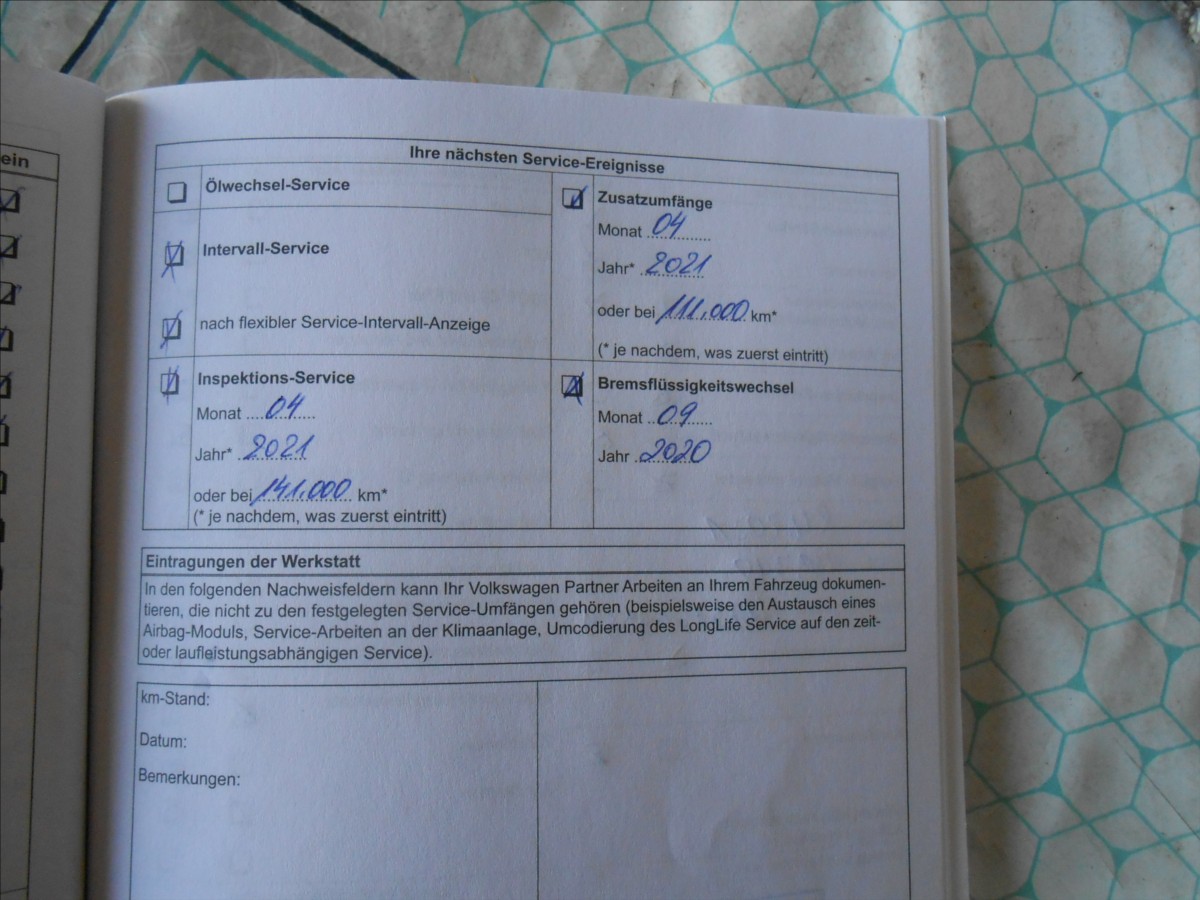 ein
Ihre nächsten Service-Ereignisse
Ölwechsel-Service
Intervall-Service
nach flexibler Service-Intervall-Anzeige
Zusatzumfänge
Monat 04
Jahr* 2021
oder bei 111.000 km*
(* je nachdem, was zuerst eintritt)
Inspektions-Service
Monat 04
Jahr* 2021
oder bei 141.000 km*
(* je nachdem, was zuerst eintritt)
Bremsflüssigkeitswechsel
Monat 09
Jahr 2020
Eintragungen der Werkstatt
In den folgenden Nachweisfeldern kann Ihr Volkswagen Partner Arbeiten an Ihrem Fahrzeug dokumen-
tieren, die nicht zu den festgelegten Service-Umfängen gehören (beispielsweise den Austausch eines
Airbag-Moduls, Service-Arbeiten an der Klimaanlage, Umcodierung des LongLife Service auf den zeit-
oder laufleistungsabhängigen Service).
km-Stand:
Datum:
Bemerkungen: